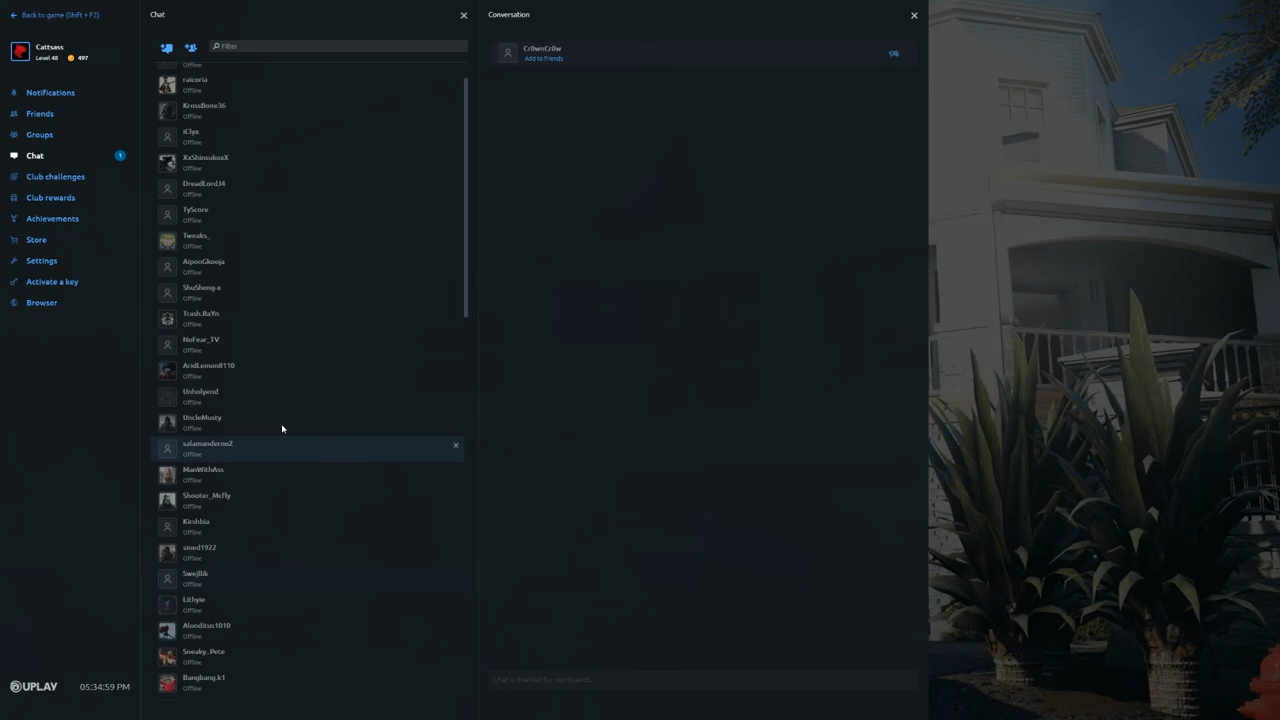 Back to game (Shift + F2)
Cattsass
Level 48 497
Notifications
Friends
Groups
Chat 1
Club challenges
Club rewards
Achievements
Store
Settings
Activate a key
Browser
UPLAY 05:34:59 PM
Chat
Filter
Offline
raicoria
Offline
KrossBone36
Offline
iClyx
Offline
XxShinsukoxX
Offline
DreadLordJ4
Offline
TyScore
Offline
Tweaks_
Offline
AiponGkooja
Offline
ShuSheng-x
Offline
Trash.RaYn
Offline
NoFear_TV
Offline
AridLemon8110
Offline
Unholyend
Offline
UncleMusty
Offline
salamanderno2
Offline
ManWithAss
Offline
Shooter_Mcfly
Offline
Kirshbia
Offline
sined1922
Offline
Swejllik
Offline
Lithyie
Offline
Alonditus1010
Offline
Sneaky_Pete
Offline
Bangbang.k1
Offline
Conversation
Cr0wnCr0w
Add to friends
Chat is disabled for non-friends.